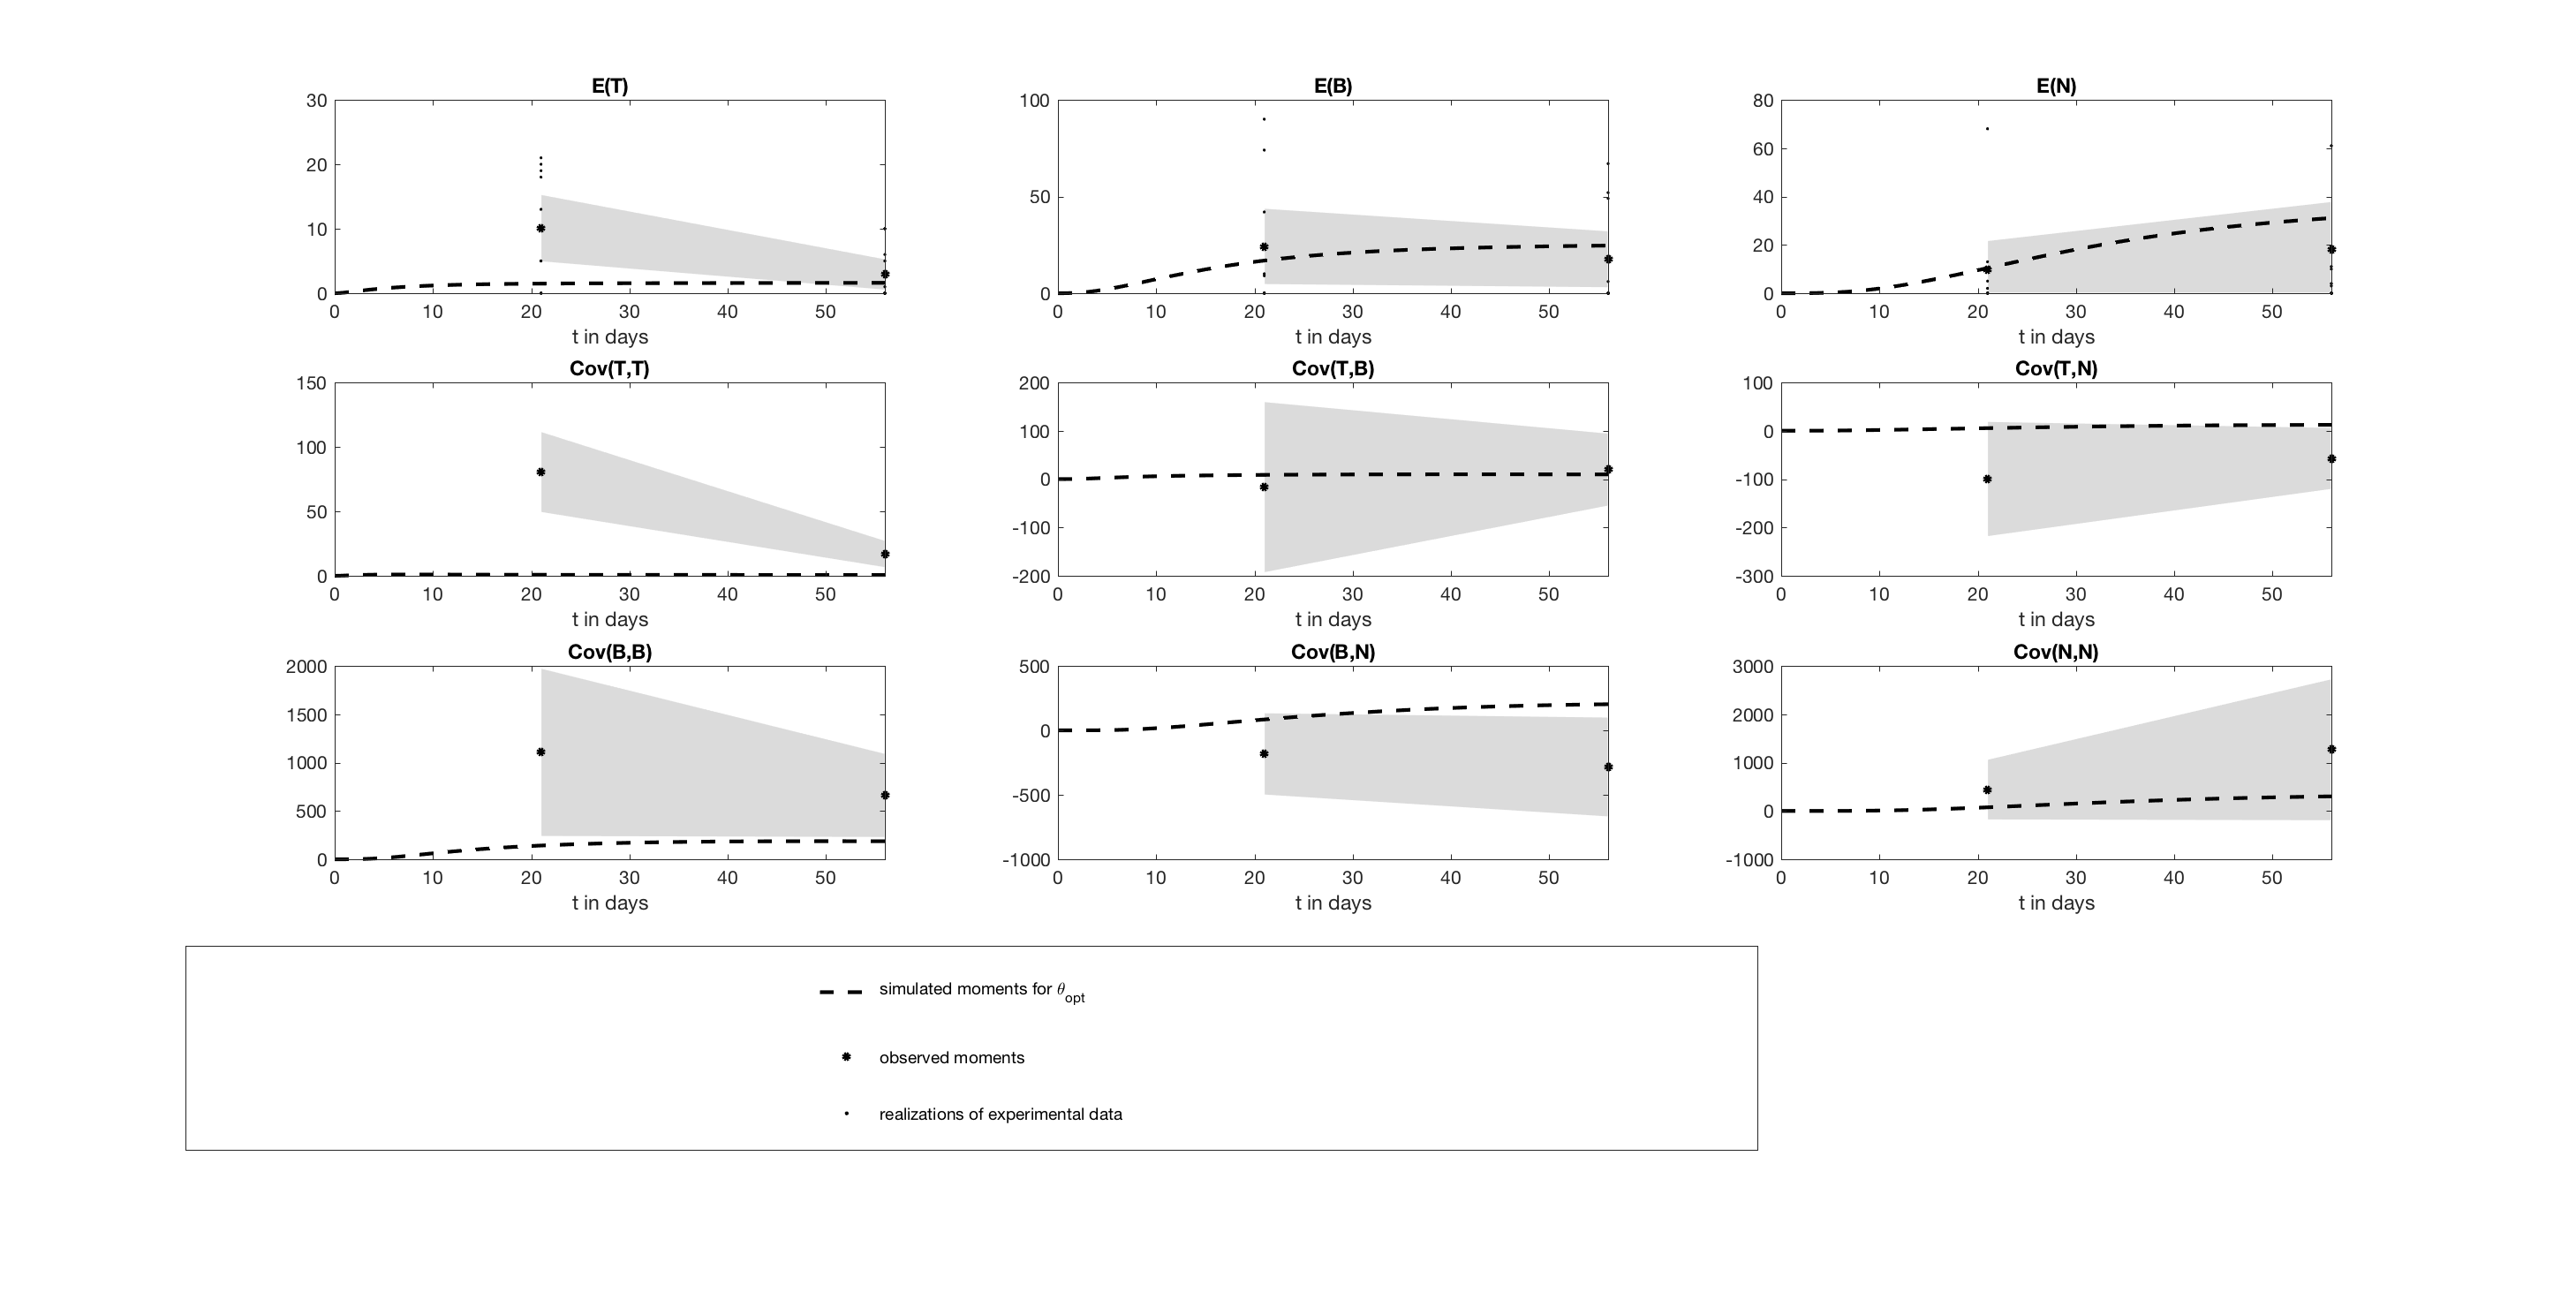 E(T)
30
20
10
0
0 10 20 30 40 50
t in days
E(B)
100
50
0
0 10 20 30 40 50
t in days
E(N)
80
60
40
20
0
0 10 20 30 40 50
t in days
Cov(T,T)
150
100
50
0
0 10 20 30 40 50
t in days
Cov(T,B)
200
100
0
-100
-200
0 10 20 30 40 50
t in days
Cov(T,N)
100
0
-100
-200
-300
0 10 20 30 40 50
t in days
Cov(B,B)
2000
1500
1000
500
0
0 10 20 30 40 50
t in days
Cov(B,N)
500
0
-500
-1000
0 10 20 30 40 50
t in days
Cov(N,N)
3000
2000
1000
0
-1000
0 10 20 30 40 50
t in days
simulated moments for θopt
observed moments
realizations of experimental data